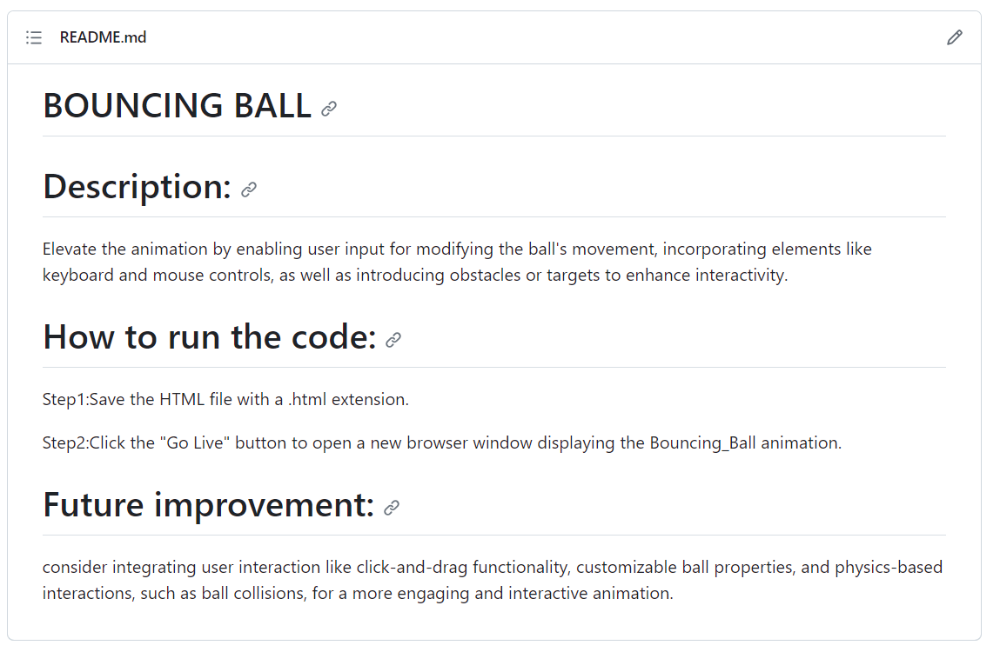 README.md
BOUNCING BALL
Description:
Elevate the animation by enabling user input for modifying the ball's movement, incorporating elements like
keyboard and mouse controls, as well as introducing obstacles or targets to enhance interactivity.
How to run the code:
Step1:Save the HTML file with a .html extension.
Step2:Click the "Go Live" button to open a new browser window displaying the Bouncing_Ball animation.
Future improvement:
consider integrating user interaction like click-and-drag functionality, customizable ball properties, and physics-based
interactions, such as ball collisions, for a more engaging and interactive animation.